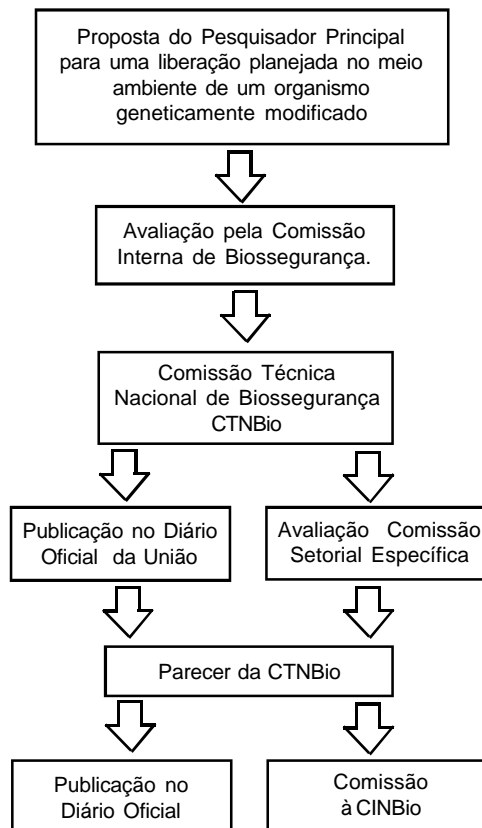 Proposta do Pesquisador Principal
para uma liberação planejada no meio
ambiente de um organismo
geneticamente modificado
Avaliação pela Comissão
Interna de Biossegurança.
Comissão Técnica
Nacional de Biossegurança
CTNBio
Publicação no Diário
Oficial da União
Avaliação Comissão
Setorial Específica
Parecer da CTNBio
Publicação no
Diário Oficial
Comissão
à CINBio